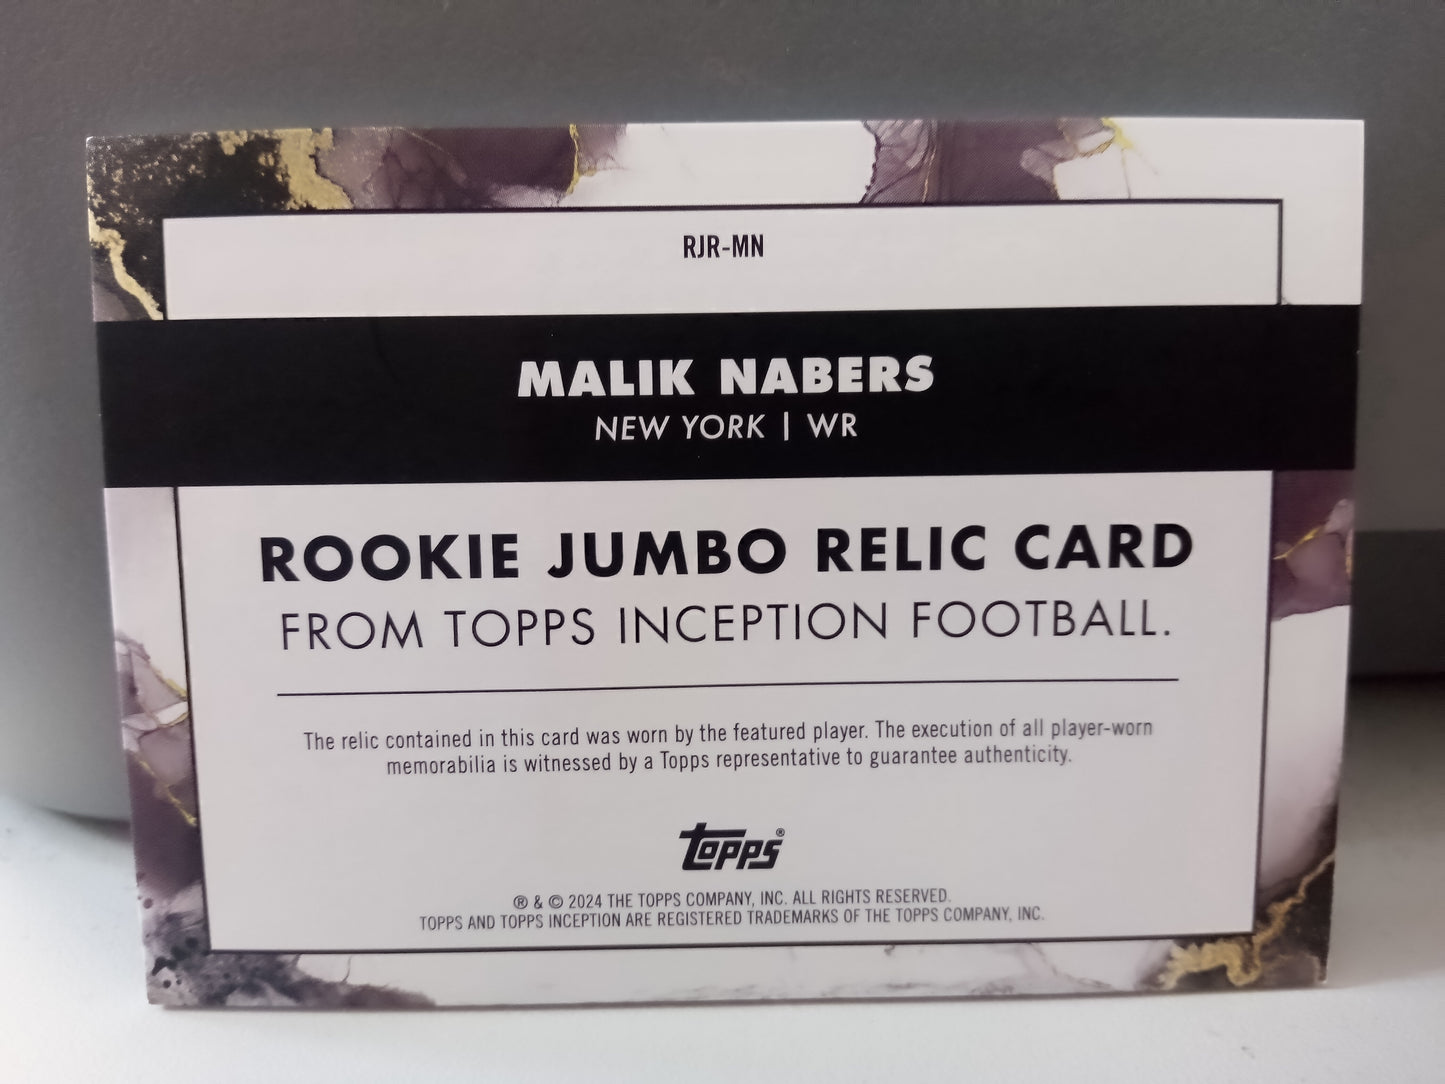 RJR-MN
MALIK NABERS
NEW YORK | WR
ROOKIE JUMBO RELIC CARD
FROM TOPPS INCEPTION FOOTBALL.
The relic contained in this card was worn by the featured player. The execution of all player-worn
memorabilia is witnessed by a Topps representative to guarantee authenticity.
topps®
® & © 2024 THE TOPPS COMPANY, INC. ALL RIGHTS RESERVED.
TOPPS AND TOPPS INCEPTION ARE REGISTERED TRADEMARKS OF THE TOPPS COMPANY, INC.